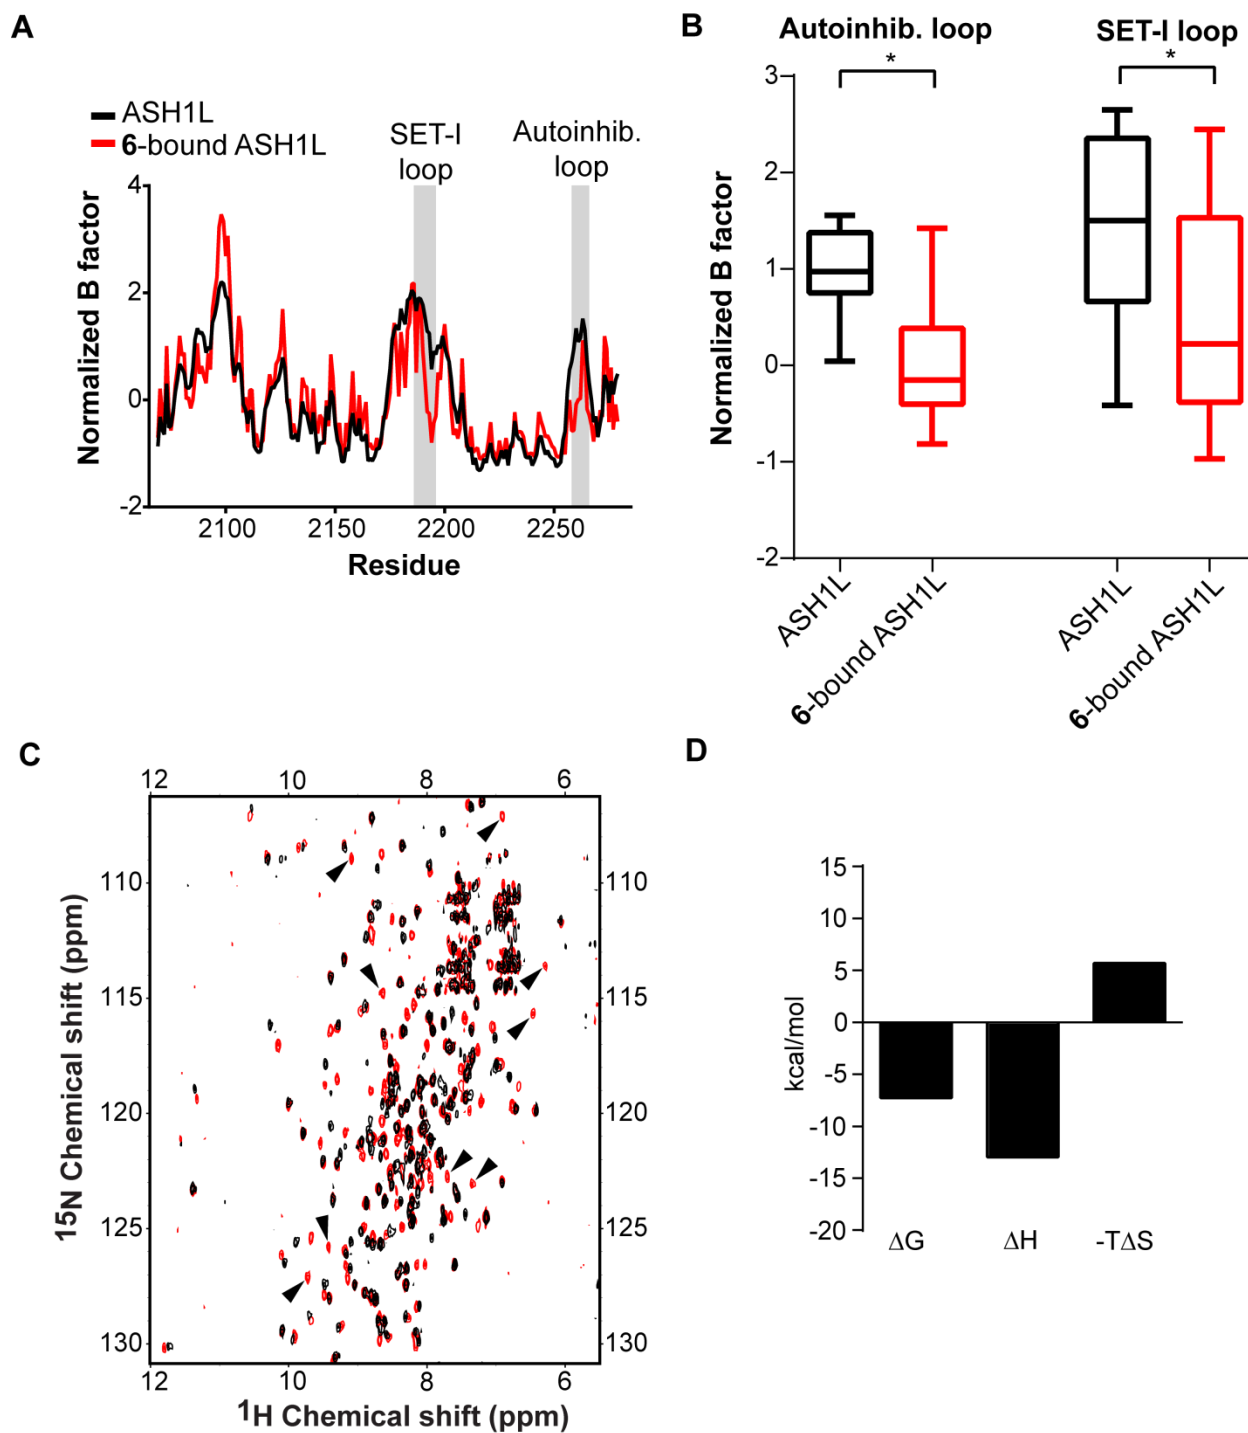 A
ASH1L
6-bound ASH1L
SET-I
loop
Autoinhib.
loop
Normalized B factor
4
2
0
-2
2100
2150
2200
2250
Residue
B
Autoinhib. loop
SET-I loop
*
*
Normalized B factor
3
2
1
0
-1
-2
ASH1L
6-bound ASH1L
ASH1L
6-bound ASH1L
C
12
10
8
6
15N Chemical shift (ppm)
110
115
120
125
130
110
115
120
125
130
12
10
8
6
1H Chemical shift (ppm)
D
kcal/mol
15
10
5
0
-5
-10
-15
-20
ΔG
ΔH
-TΔS